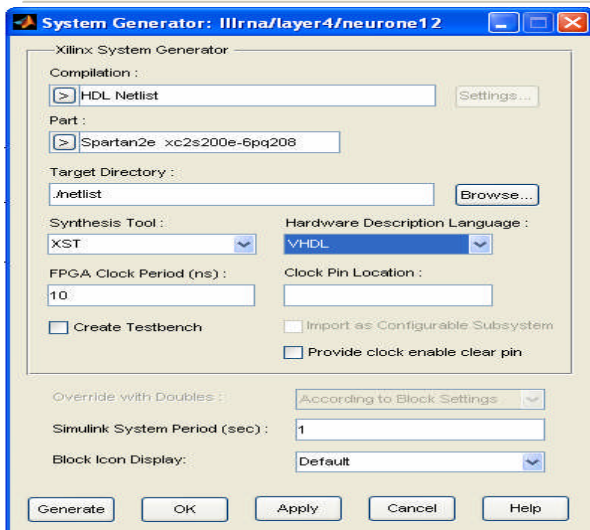 System Generator: IIIrna/layer4/neurone12
Xilinx System Generator
Compilation :
> HDL Netlist Settings...
Part :
> Spartan2e xc2s200e-6pq208
Target Directory :
./netlist Browse...
Synthesis Tool : Hardware Description Language :
XST VHDL
FPGA Clock Period (ns) : Clock Pin Location :
10
Create Testbench Import as Configurable Subsystem
Provide clock enable clear pin
Override with Doubles : According to Block Settings
Simulink System Period (sec) : 1
Block Icon Display: Default
Generate OK Apply Cancel Help